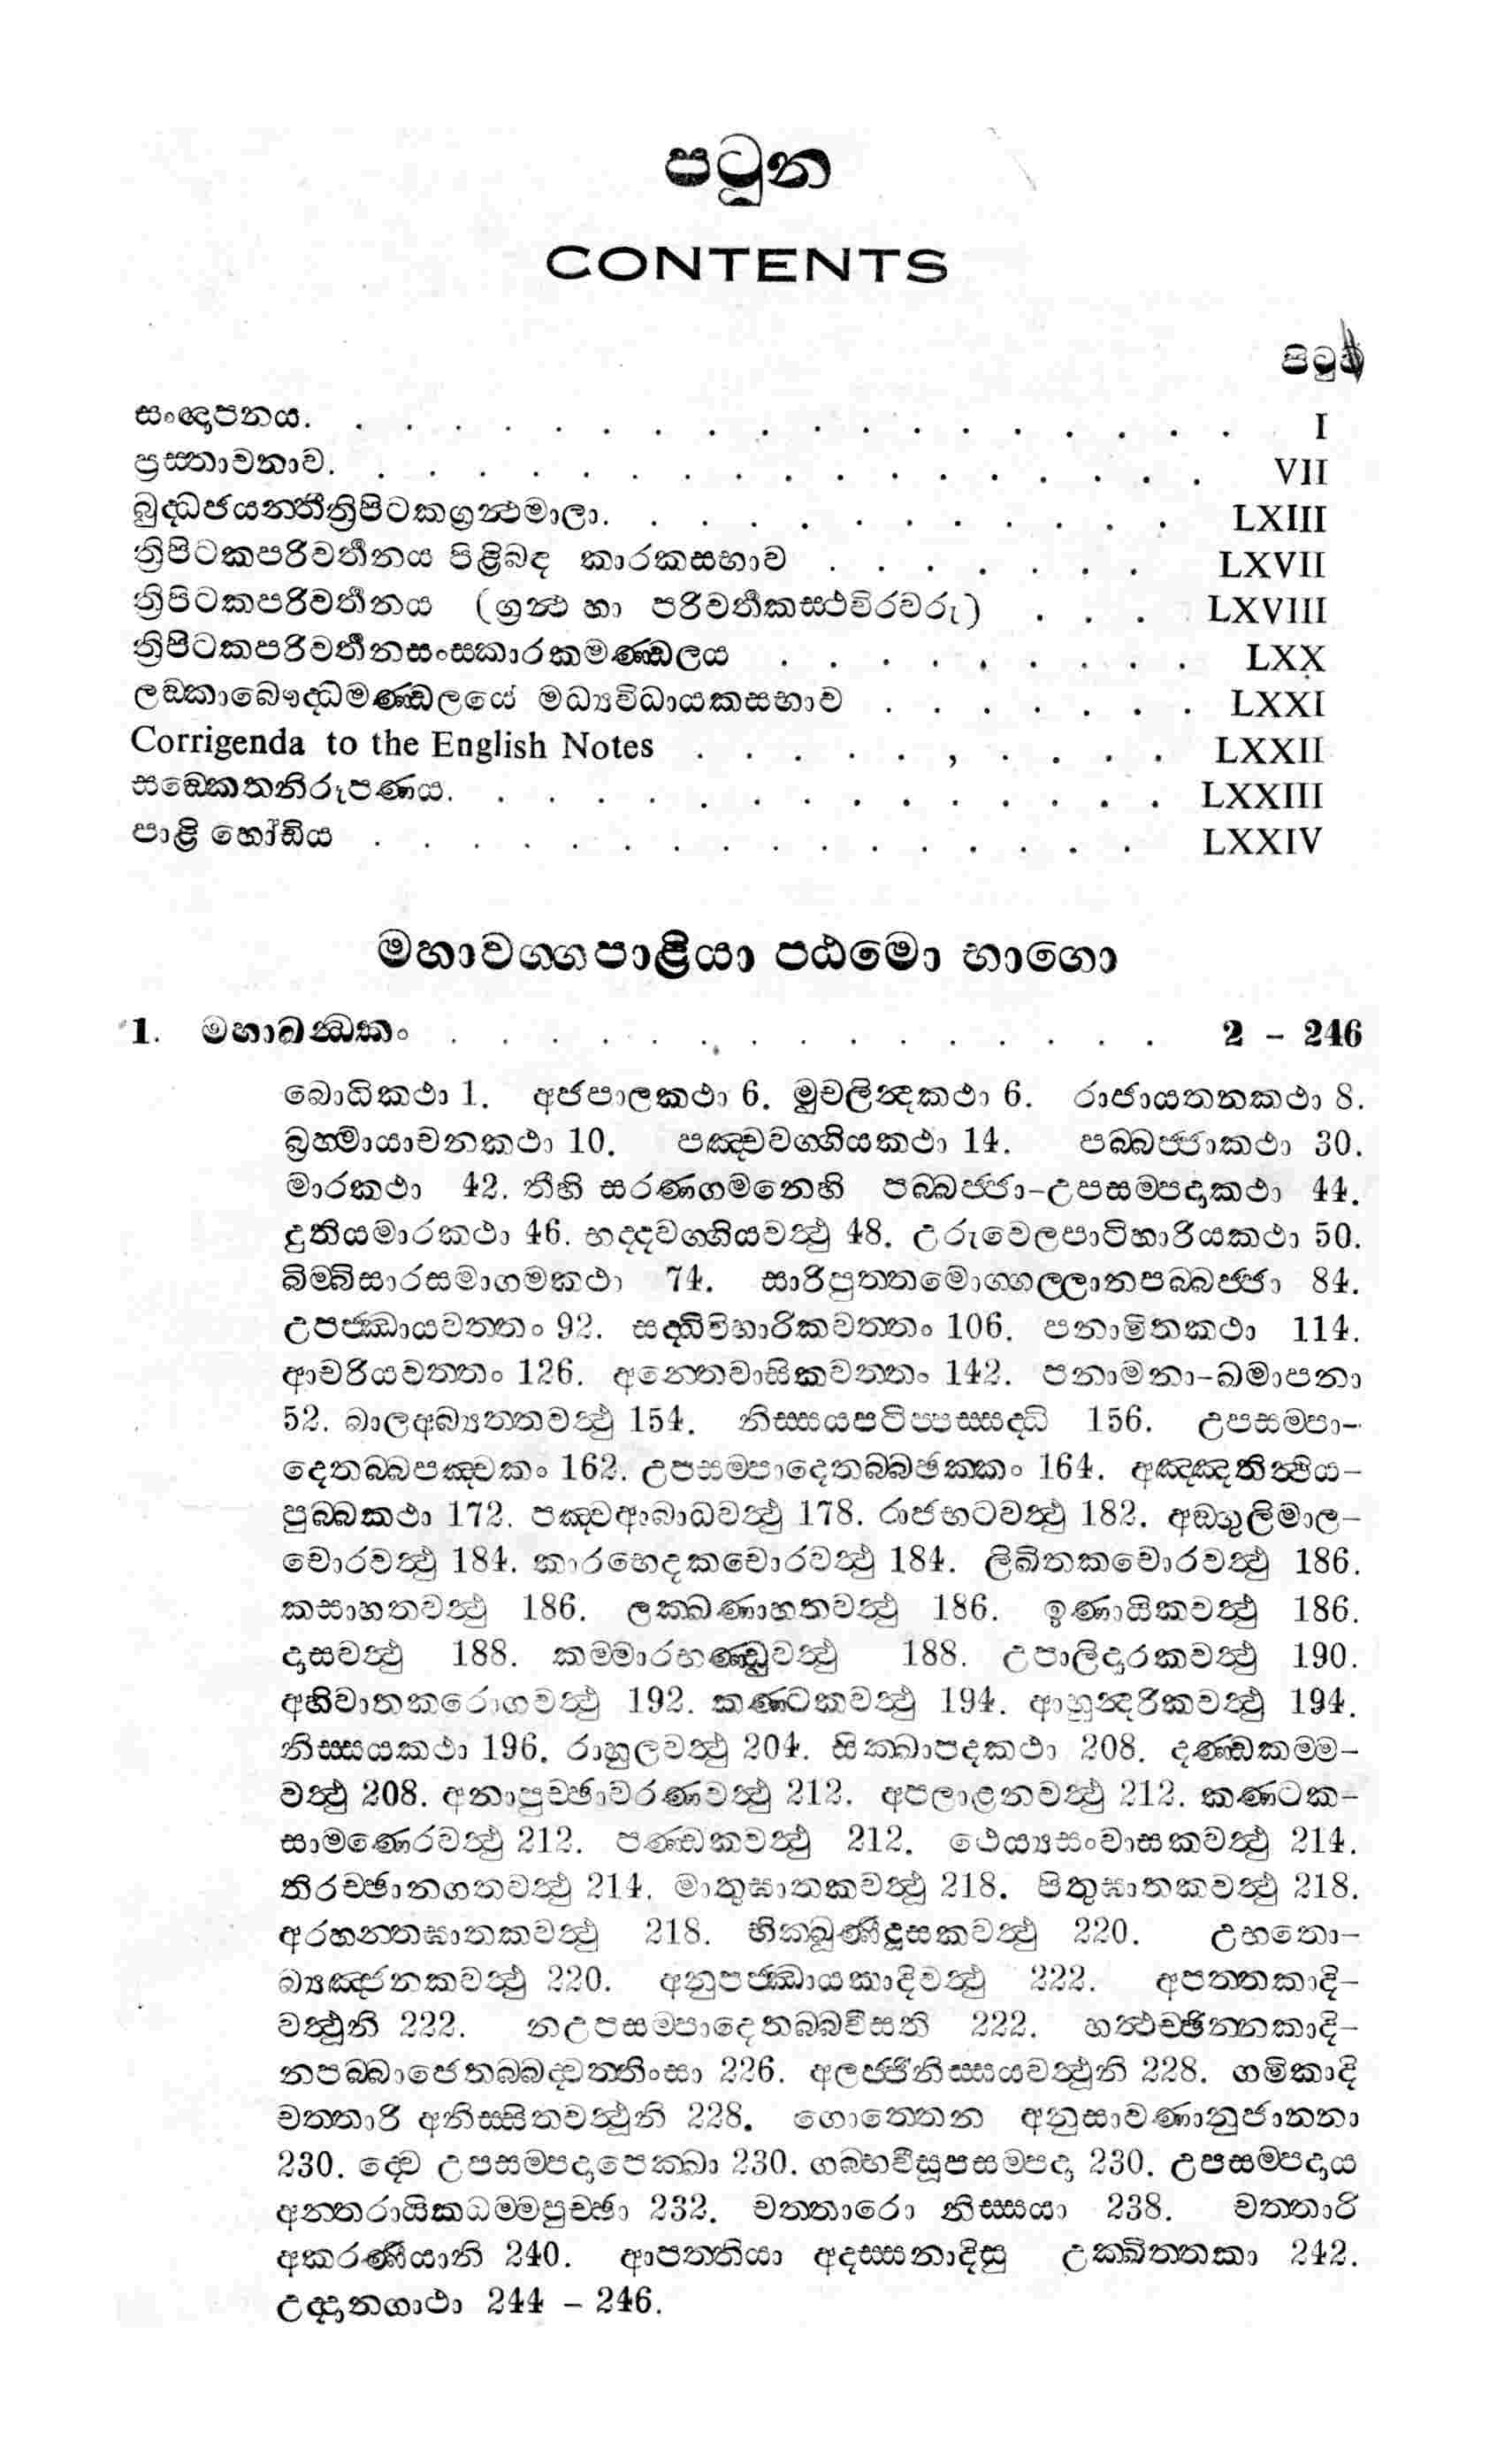 පටුන
CONTENTS
පිටුව
සංඥාපනය. . . . . . . . . . . . . . . . . . . I
ප්‍රස්තාවනාව. . . . . . . . . . . . . . . . . . VII
බුද්ධජයන්තීත්‍රිපිටකග්‍රන්ථමාලා. . . . . . . . . . . . LXIII
ත්‍රිපිටකපරිවර්තනය පිළිබඳ කාරකසභාව . . . . . . . LXVII
ත්‍රිපිටකපරිවර්තනය (ග්‍රන්ථ හා පරිවර්තකස්ථවිරවරු) . . . LXVIII
ත්‍රිපිටකපරිවර්තනසංස්කාරකමණ්ඩලය . . . . . . . . . LXX
ලඞ්කාබෞද්ධමණ්ඩලයේ මධ්‍යවිධායකසභාව . . . . . . . LXXI
Corrigenda to the English Notes . . . . . , . . . . LXXII
සඞ්කෙතනිරූපණය. . . . . . . . . . . . . . . LXXIII
පාළි හෝඩිය . . . . . . . . . . . . . . . . LXXIV
මහාවග්ගපාළියා පඨමො භාගො
1. මහාඛන්ධකං . . . . . . . . . . . . . . . 2 – 246
බොධිකථා 1. අජපාලකථා 6. මුචලින්දකථා 6. රාජායතනකථා 8.
බ්‍රහ්මායාචනකථා 10. පඤ්චවග්ගියකථා 14. පබ්බජ්ජාකථා 30.
මාරකථා 42. තීහි සරණගමනෙහි පබ්බජ්ජා-උපසම්පදාකථා 44.
දුතියමාරකථා 46. භද්දවග්ගියවත්ථු 48. උරුවෙලපාටිහාරියකථා 50.
බිම්බිසාරසමාගමකථා 74. සාරිපුත්තමොග්ගල්ලානපබ්බජ්ජා 84.
උපජ්ඣායවත්තං 92. සද්ධිවිහාරිකවත්තං 106. පනාමිතකථා 114.
ආචරියවත්තං 126. අන්තෙවාසිකවත්තං 142. පනාමනා-ඛමාපනා
52. බාලඅබ්‍යත්තවත්ථු 154. නිස්සයපටිප්පස්සද්ධි 156. උපසම්පා-
දෙතබ්බපඤ්චකං 162. උපසම්පාදෙතබ්බඡක්කං 164. අඤ්ඤතිත්ථිය-
පුබ්බකථා 172. පඤ්චආබාධවත්ථු 178. රාජභටවත්ථු 182. අඞ්ගුලිමාල-
චොරවත්ථු 184. කාරභෙදකචොරවත්ථු 184. ලිඛිතකචොරවත්ථු 186.
කසාහතවත්ථු 186. ලක්ඛණාහතවත්ථු 186. ඉණායිකවත්ථු 186.
දාසවත්ථු 188. කම්මාරභණ්ඩුවත්ථු 188. උපාලිදාරකවත්ථු 190.
අහිවාතකරොගවත්ථු 192. කණ්ටකවත්ථු 194. ආහුන්දරිකවත්ථු 194.
නිස්සයකථා 196. රාහුලවත්ථු 204. සික්ඛාපදකථා 208. දණ්ඩකම්ම-
වත්ථු 208. අනාපුච්ඡාවරණවත්ථු 212. අපලාළනවත්ථු 212. කණ්ටක-
සාමණෙරවත්ථු 212. පණ්ඩකවත්ථු 212. ථෙය්‍යසංවාසකවත්ථු 214.
තිරච්ඡානගතවත්ථු 214. මාතුඝාතකවත්ථු 218. පිතුඝාතකවත්ථු 218.
අරහන්තඝාතකවත්ථු 218. භික්ඛුණීදූසකවත්ථු 220. උභතො-
බ්‍යඤ්ජනකවත්ථු 220. අනුපජ්ඣායකාදිවත්ථු 222. අපත්තකාදි-
වත්ථූනි 222. නඋපසම්පාදෙතබ්බවීසති 222. හත්ථච්ඡින්නකාදි-
නපබ්බාජෙතබ්බද්වත්තිංසා 226. අලජ්ජීනිස්සයවත්ථූනි 228. ගමිකාදි
චත්තාරි අනිස්සිතවත්ථූනි 228. ගොත්තෙන අනුසාවණානුජානනා
230. ද්වෙ උපසම්පදාපෙක්ඛා 230. ගබ්භවීසූපසම්පදා 230. උපසම්පදාය
අන්තරායිකධම්මපුච්ඡා 232. චත්තාරො නිස්සයා 238. චත්තාරි
අකරණීයානි 240. ආපත්තියා අදස්සනාදිසු උක්ඛිත්තකා 242.
උද්දානගාථා 244 – 246.